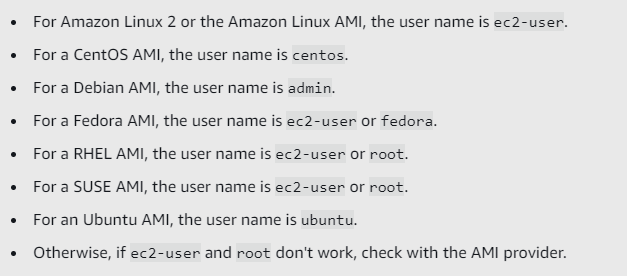 • For Amazon Linux 2 or the Amazon Linux AMI, the user name is ec2-user.
• For a CentOS AMI, the user name is centos.
• For a Debian AMI, the user name is admin.
• For a Fedora AMI, the user name is ec2-user or fedora.
• For a RHEL AMI, the user name is ec2-user or root.
• For a SUSE AMI, the user name is ec2-user or root.
• For an Ubuntu AMI, the user name is ubuntu.
• Otherwise, if ec2-user and root don't work, check with the AMI provider.